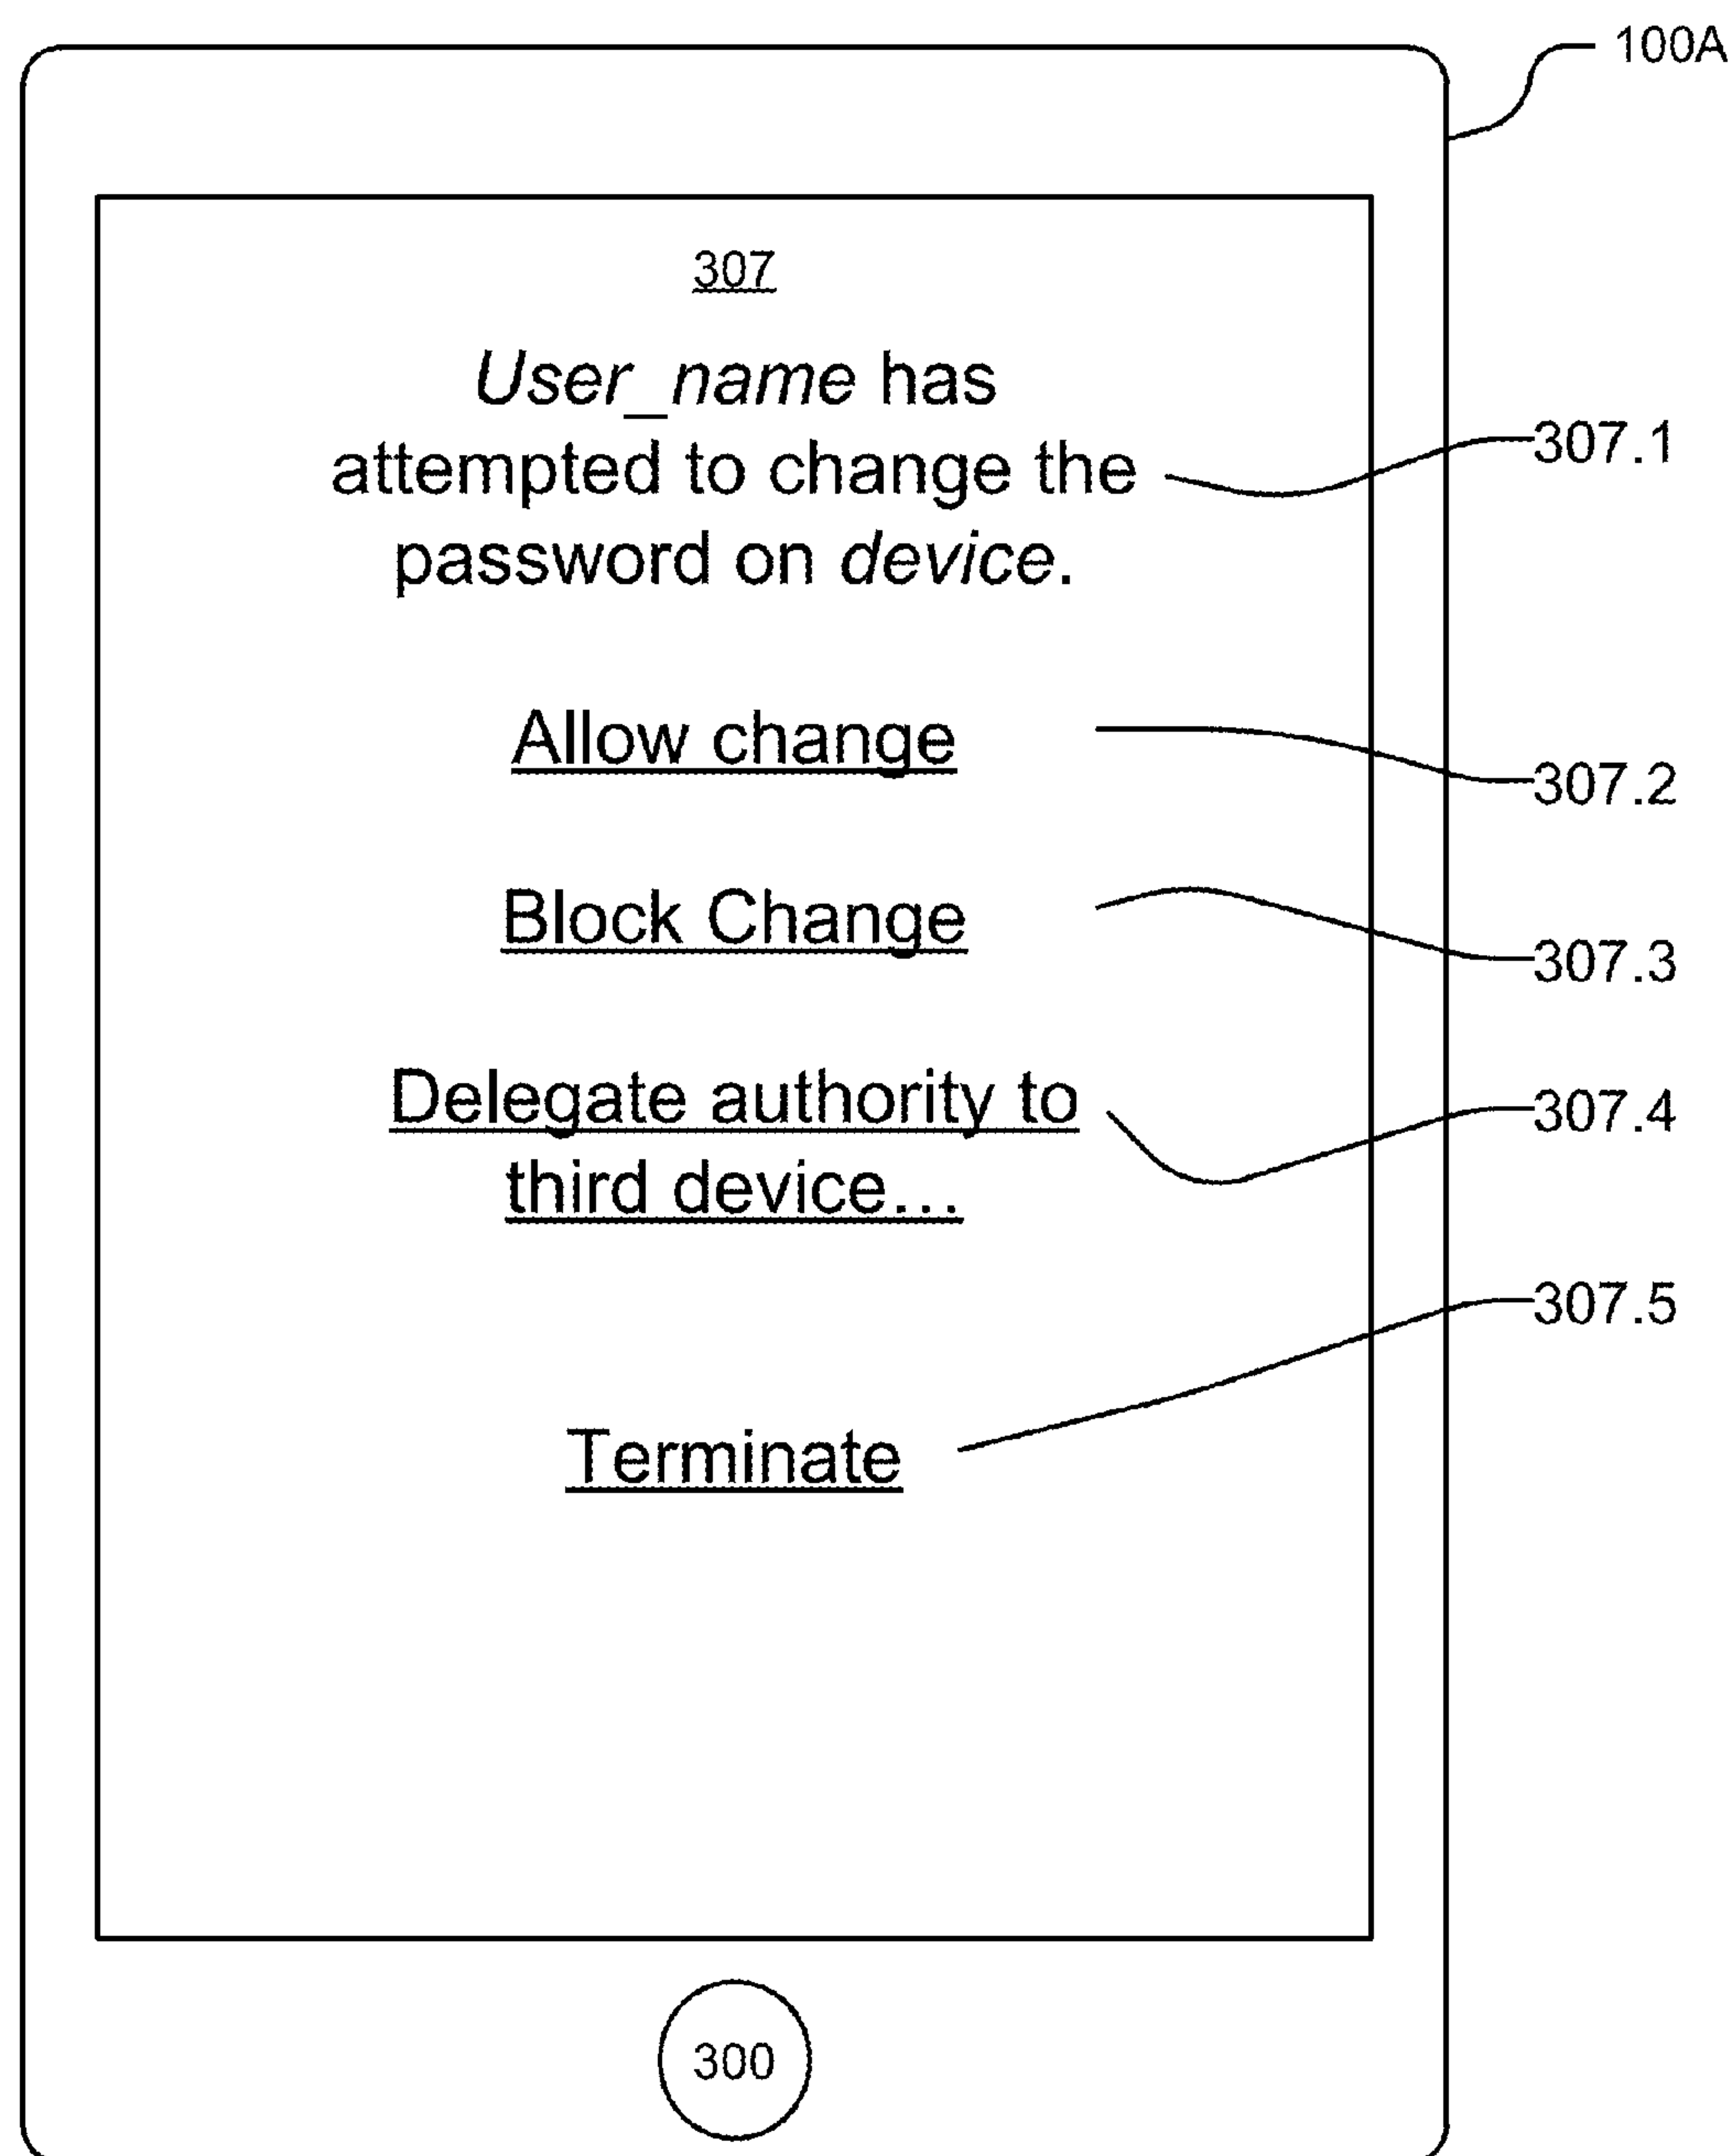 100A
307
User_name has
attempted to change the
password on device.
307.1
Allow change
307.2
Block Change
307.3
Delegate authority to
third device...
307.4
307.5
Terminate
300